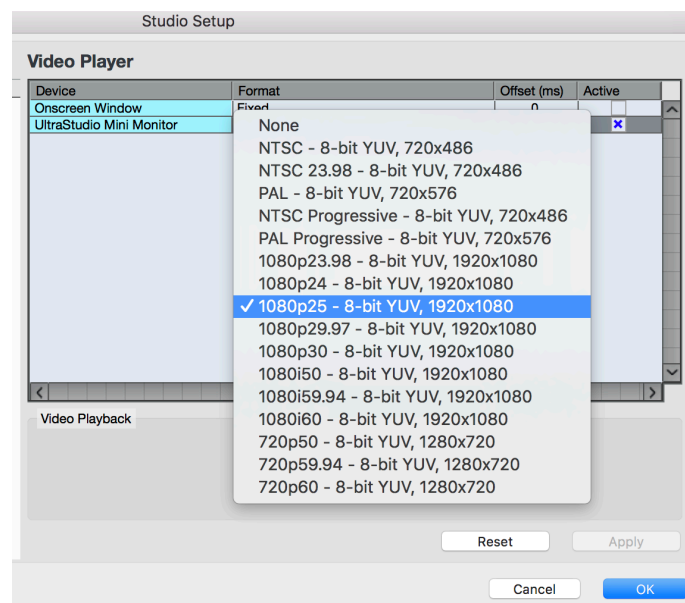 Studio Setup
Video Player
Device Format Offset (ms) Active
Onscreen Window Fixed 0
UltraStudio Mini Monitor
None
NTSC - 8-bit YUV, 720x486
NTSC 23.98 - 8-bit YUV, 720x486
PAL - 8-bit YUV, 720x576
NTSC Progressive - 8-bit YUV, 720x486
PAL Progressive - 8-bit YUV, 720x576
1080p23.98 - 8-bit YUV, 1920x1080
1080p24 - 8-bit YUV, 1920x1080
✓ 1080p25 - 8-bit YUV, 1920x1080
1080p29.97 - 8-bit YUV, 1920x1080
1080p30 - 8-bit YUV, 1920x1080
1080i50 - 8-bit YUV, 1920x1080
1080i59.94 - 8-bit YUV, 1920x1080
1080i60 - 8-bit YUV, 1920x1080
720p50 - 8-bit YUV, 1280x720
720p59.94 - 8-bit YUV, 1280x720
720p60 - 8-bit YUV, 1280x720
Video Playback
Reset Apply
Cancel OK